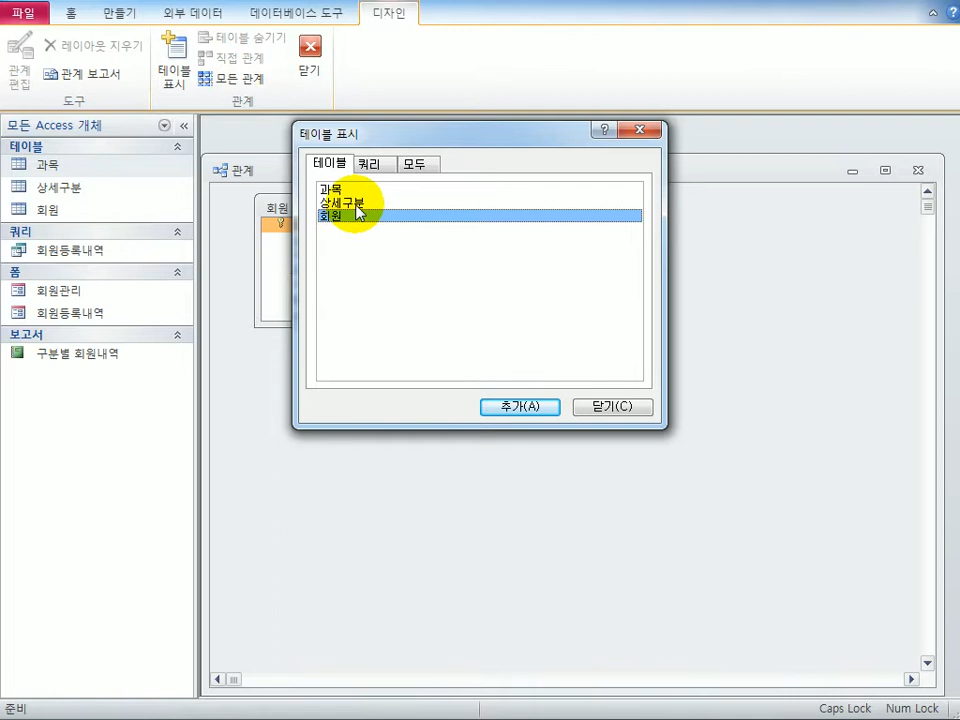 파일 홈 만들기 외부 데이터 데이터베이스 도구 디자인
관계 편집
레이아웃 지우기
관계 보고서
도구
테이블 표시
테이블 숨기기
직접 관계
모든 관계
닫기
관계
모든 Access 개체
테이블
과목
상세구분
회원
쿼리
회원등록내역
폼
회원관리
회원등록내역
보고서
구분별 회원내역
관계
회원
테이블 표시
테이블 쿼리 모두
과목
상세구분
회원
추가(A) 닫기(C)
준비 Caps Lock Num Lock